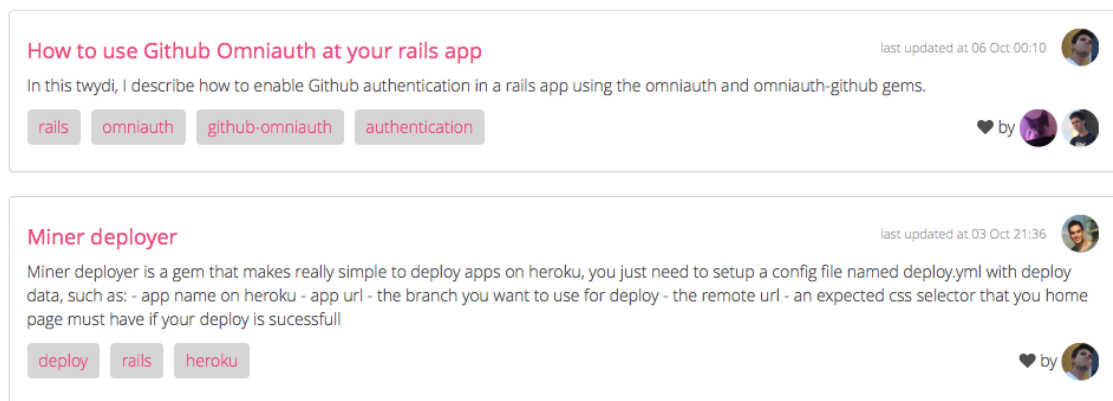 How to use Github Omniauth at your rails app
last updated at 06 Oct 00:10
In this twydi, I describe how to enable Github authentication in a rails app using the omniauth and omniauth-github gems.
rails omniauth github-omniauth authentication
by
Miner deployer
last updated at 03 Oct 21:36
Miner deployer is a gem that makes really simple to deploy apps on heroku, you just need to setup a config file named deploy.yml with deploy
data, such as: - app name on heroku - app url - the branch you want to use for deploy - the remote url - an expected css selector that you home
page must have if your deploy is sucessfull
deploy rails heroku
by